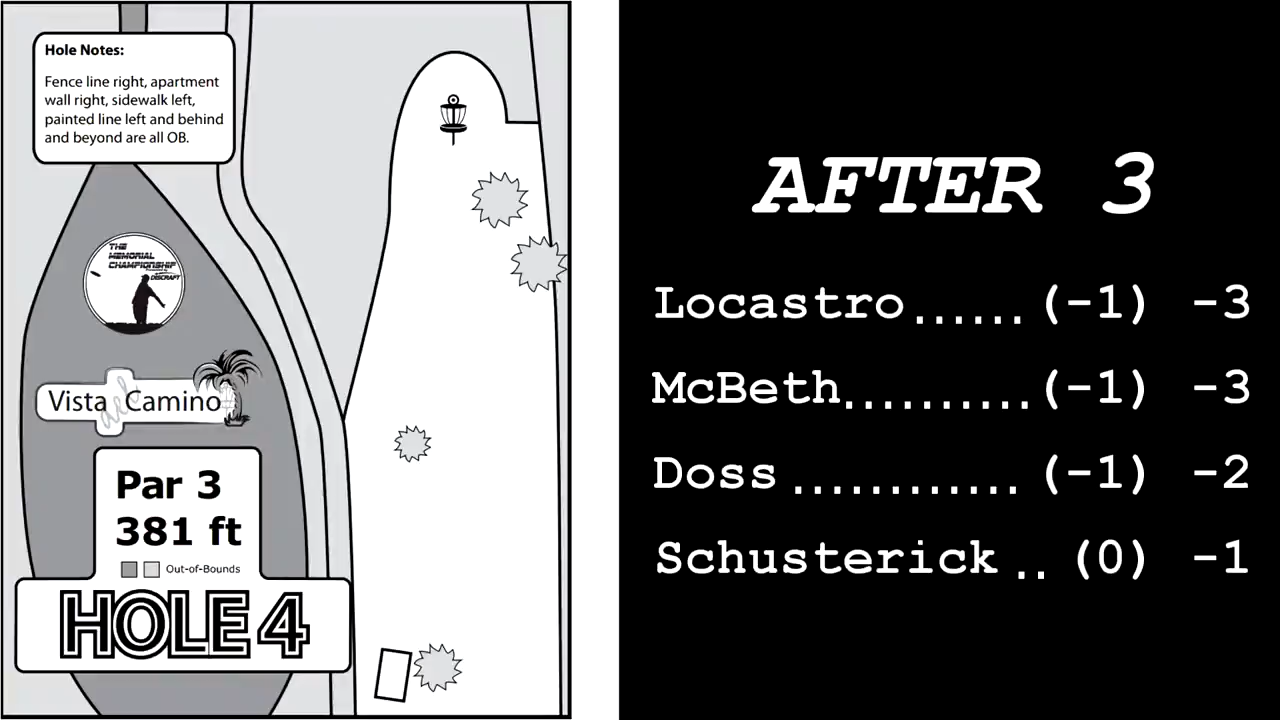 Hole Notes:
Fence line right, apartment
wall right, sidewalk left,
painted line left and behind
and beyond are all OB.
THE
MEMORIAL
CHAMPIONSHIP
Presented by
DISCRAFT
Vista del Camino
Par 3
381 ft
Out-of-Bounds
HOLE 4
AFTER 3
Locastro...... (-1) -3
McBeth..........(-1) -3
Doss ............ (-1) -2
Schusterick .. (0) -1